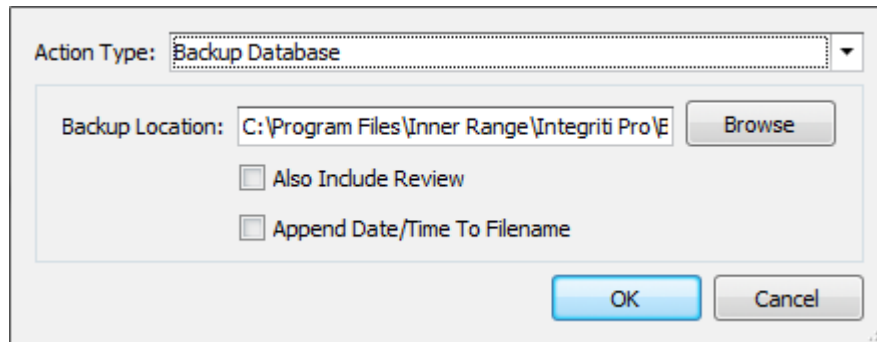 Action Type: Backup Database
Backup Location: C:\Program Files\Inner Range\Integriti Pro\E Browse
Also Include Review
Append Date/Time To Filename
OK Cancel